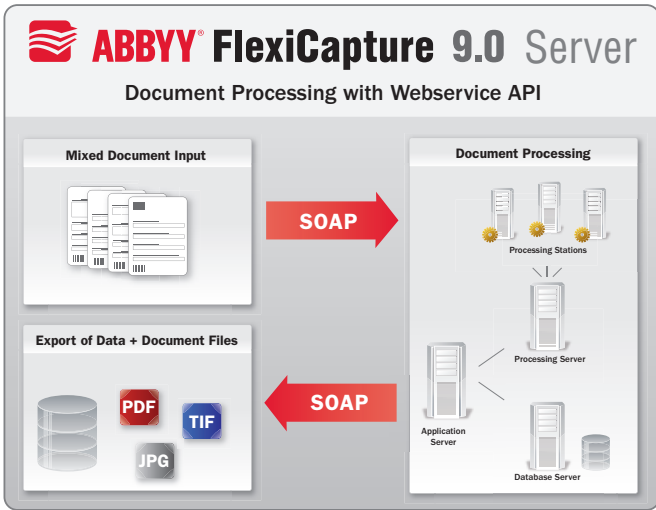 ABBYY® FlexiCapture 9.0 Server
Document Processing with Webservice API
Mixed Document Input
SOAP
Export of Data + Document Files
PDF
TIF
JPG
SOAP
Document Processing
Processing Stations
Processing Server
Application
Server
Database Server